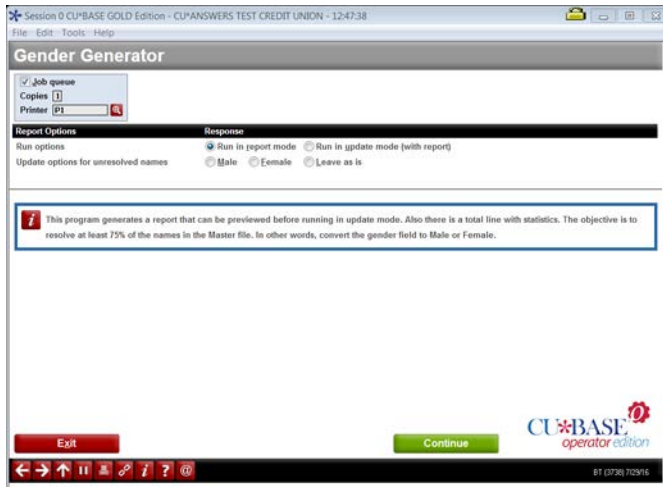 Session 0 CU*BASE GOLD Edition - CU*ANSWERS TEST CREDIT UNION - 12:47:38
File Edit Tools Help
Gender Generator
Job queue
Copies 1
Printer P1
Report Options Response
Run options Run in report mode Run in update mode (with report)
Update options for unresolved names Male Female Leave as is
i This program generates a report that can be previewed before running in update mode. Also there is a total line with statistics. The objective is to
resolve at least 75% of the names in the Master file. In other words, convert the gender field to Male or Female.
CU*BASE
operator edition
Exit Continue
i ? @
BT (3738) 7/29/16